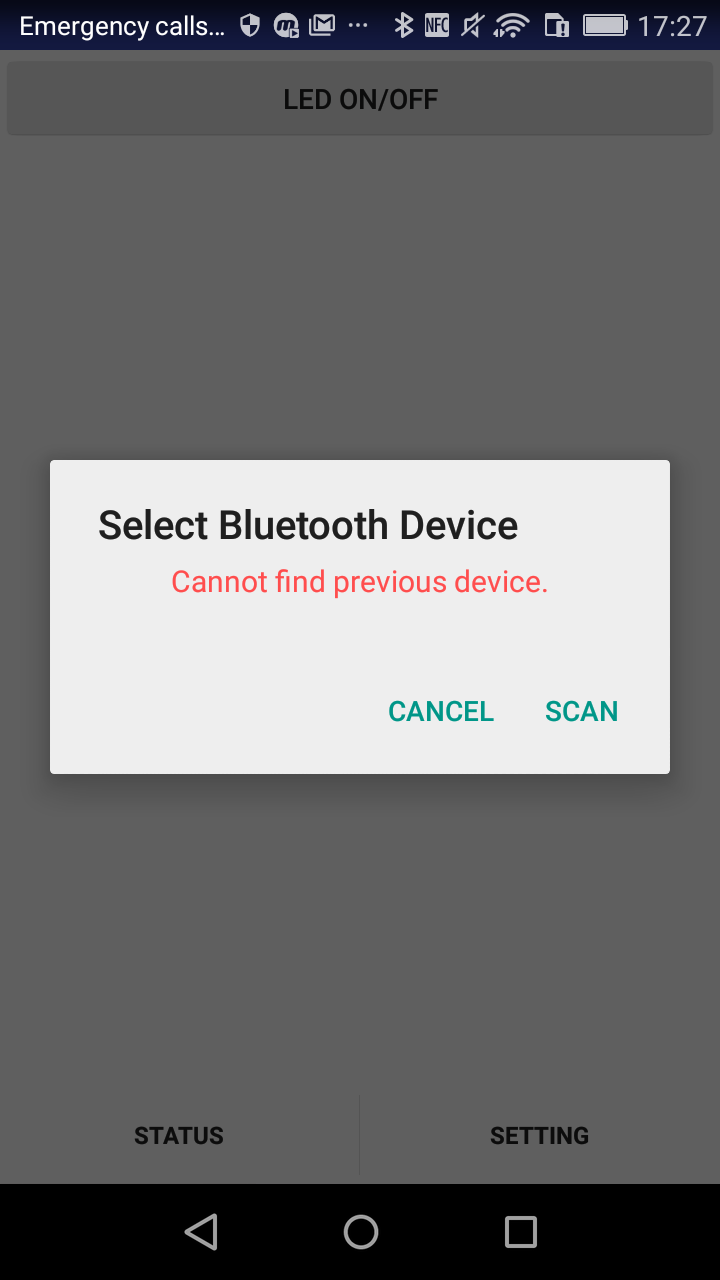 Emergency calls... NFC 17:27
LED ON/OFF
Select Bluetooth Device
Cannot find previous device.
CANCEL SCAN
STATUS SETTING